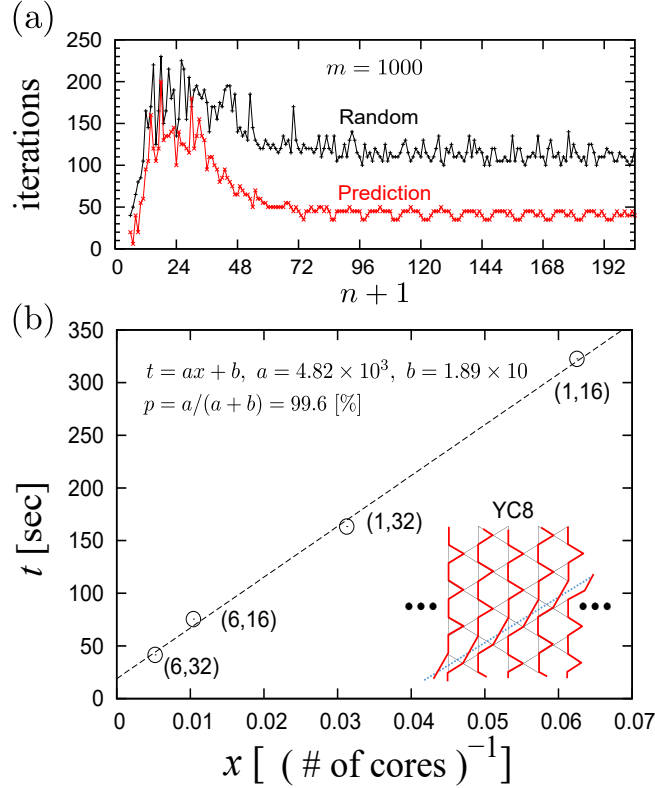 (a)
250
200
150
100
50
0
iterations
m = 1000
Random
Prediction
0 24 48 72 96 120 144 168 192
n + 1
(b)
350
300
250
200
150
100
50
0
t [sec]
t = ax + b, a = 4.82 × 10³, b = 1.89 × 10
p = a/(a + b) = 99.6 [%]
(1,16)
(1,32)
(6,16)
(6,32)
YC8
0 0.01 0.02 0.03 0.04 0.05 0.06 0.07
x [ ( # of cores )⁻¹ ]